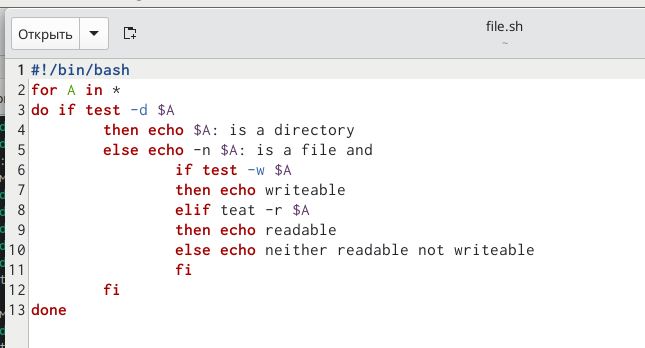 Открыть
file.sh
~
1 #!/bin/bash
2 for A in *
3 do if test -d $A
4         then echo $A: is a directory
5         else echo -n $A: is a file and
6                 if test -w $A
7                 then echo writeable
8                 elif teat -r $A
9                 then echo readable
10                 else echo neither readable not writeable
11                 fi
12         fi
13 done